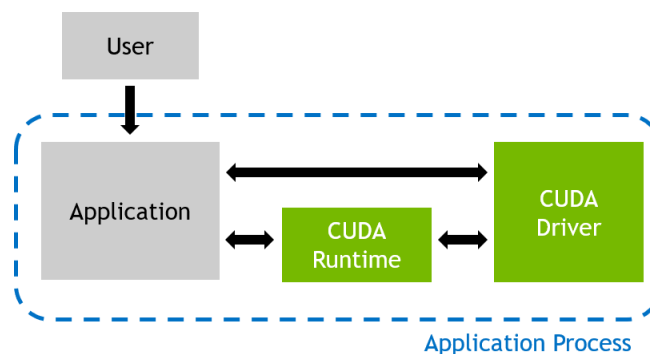 User
Application
CUDA
Runtime
CUDA
Driver
Application Process